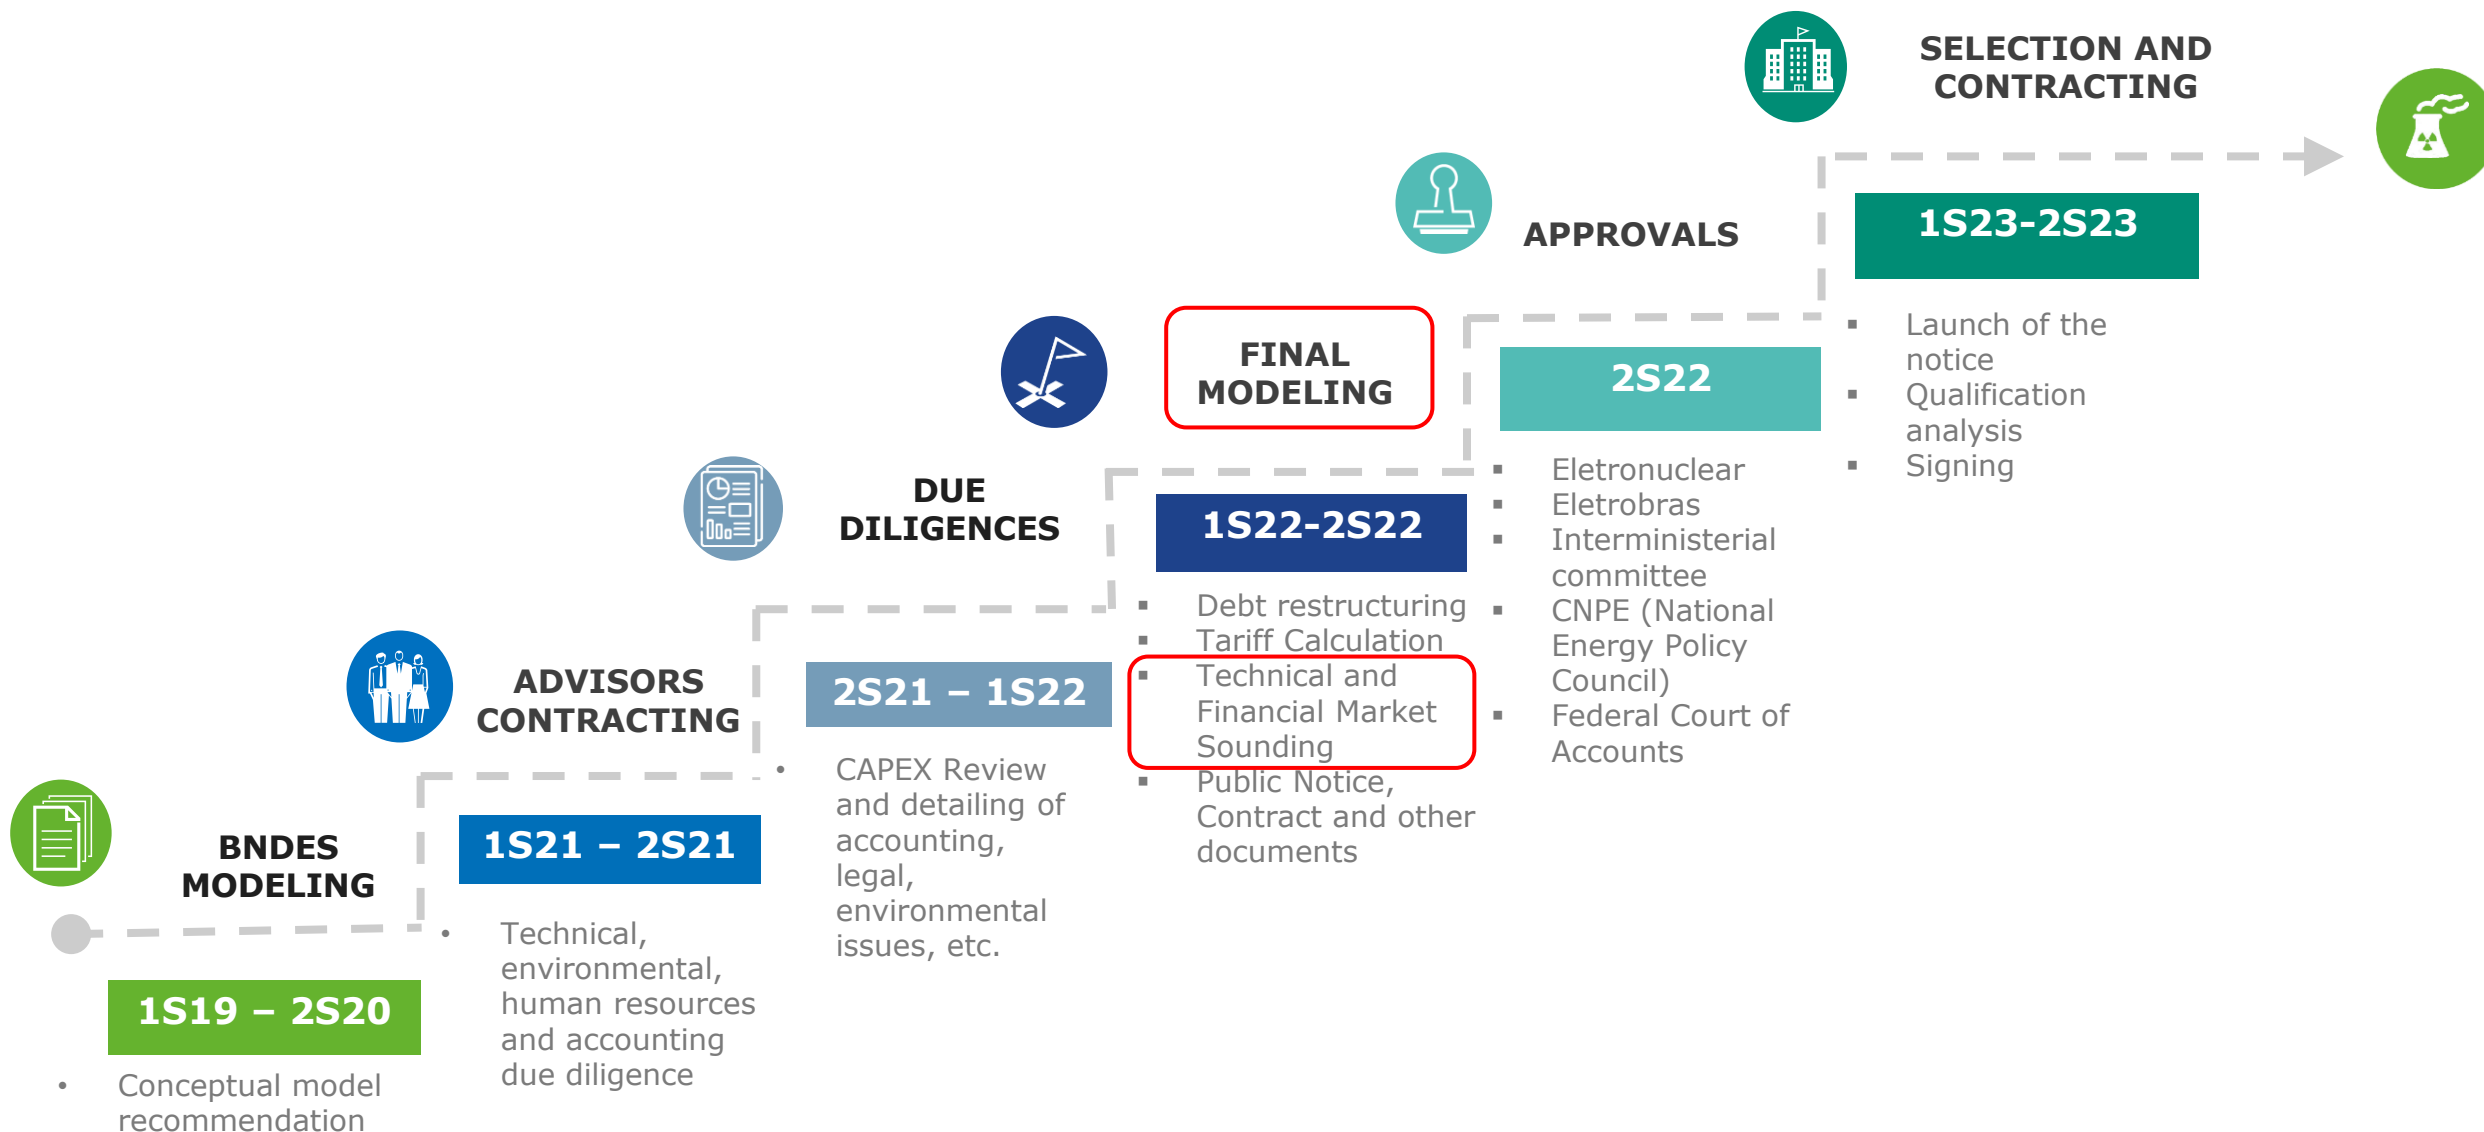 BNDES
MODELING
1S19 – 2S20
• Conceptual model
recommendation
ADVISORS
CONTRACTING
1S21 – 2S21
• Technical,
environmental,
human resources
and accounting
due diligence
DUE
DILIGENCES
2S21 – 1S22
• CAPEX Review
and detailing of
accounting,
legal,
environmental
issues, etc.
FINAL
MODELING
1S22-2S22
▪ Debt restructuring
▪ Tariff Calculation
▪ Technical and
Financial Market
Sounding
▪ Public Notice,
Contract and other
documents
APPROVALS
2S22
▪ Eletronuclear
▪ Eletrobras
▪ Interministerial
committee
▪ CNPE (National
Energy Policy
Council)
▪ Federal Court of
Accounts
SELECTION AND
CONTRACTING
1S23-2S23
▪ Launch of the
notice
▪ Qualification
analysis
▪ Signing